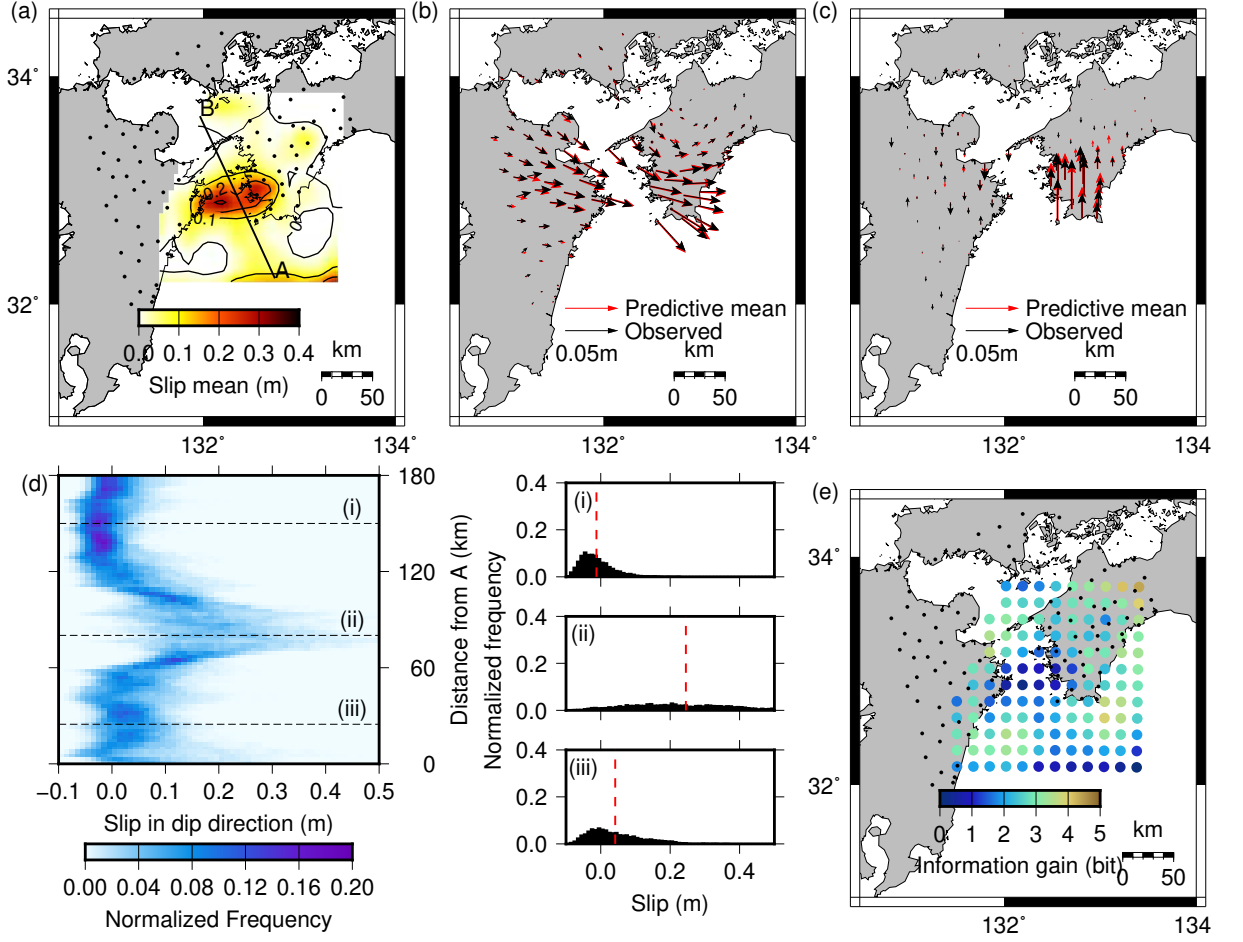 (a)
34°
32°
132°
134°
B
A
0.2
0.1
0.0 0.1 0.2 0.3 0.4
Slip mean (m)
km
0 50
(b)
Predictive mean
Observed
0.05m
km
0 50
132°
134°
(c)
Predictive mean
Observed
0.05m
km
0 50
132°
134°
(d)
(i)
(ii)
(iii)
180
120
60
0
Distance from A (km)
−0.1 0.0 0.1 0.2 0.3 0.4 0.5
Slip in dip direction (m)
0.00 0.04 0.08 0.12 0.16 0.20
Normalized Frequency
Normalized frequency
0.4
0.2
0.0
(i)
0.4
0.2
0.0
(ii)
0.4
0.2
0.0
(iii)
0.0 0.2 0.4
Slip (m)
(e)
34°
32°
0 1 2 3 4 5
Information gain (bit)
km
0 50
132°
134